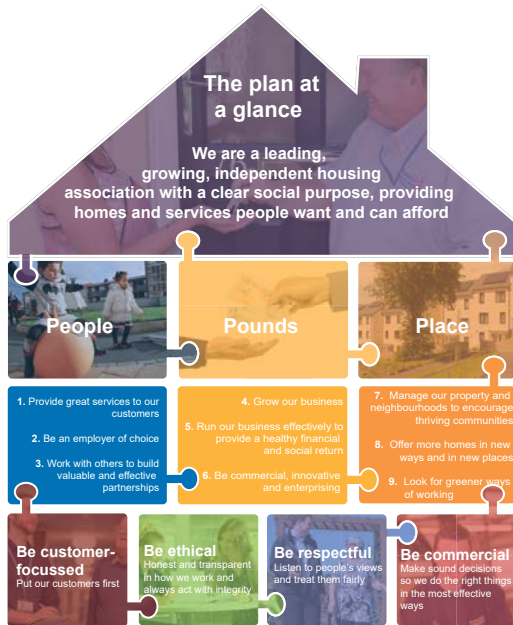 The plan at
a glance
We are a leading,
growing, independent housing
association with a clear social purpose, providing
homes and services people want and can afford
People
Pounds
Place
1. Provide great services to our
customers
2. Be an employer of choice
3. Work with others to build
valuable and effective
partnerships
4. Grow our business
5. Run our business effectively to
provide a healthy financial
and social return
6. Be commercial, innovative
and enterprising
7. Manage our property and
neighbourhoods to encourage
thriving communities
8. Offer more homes in new
ways and in new places
9. Look for greener ways
of working
Be customer-
focussed
Put our customers first
Be ethical
Honest and transparent
in how we work and
always act with integrity
Be respectful
Listen to people's views
and treat them fairly
Be commercial
Make sound decisions
so we do the right things
in the most effective
ways